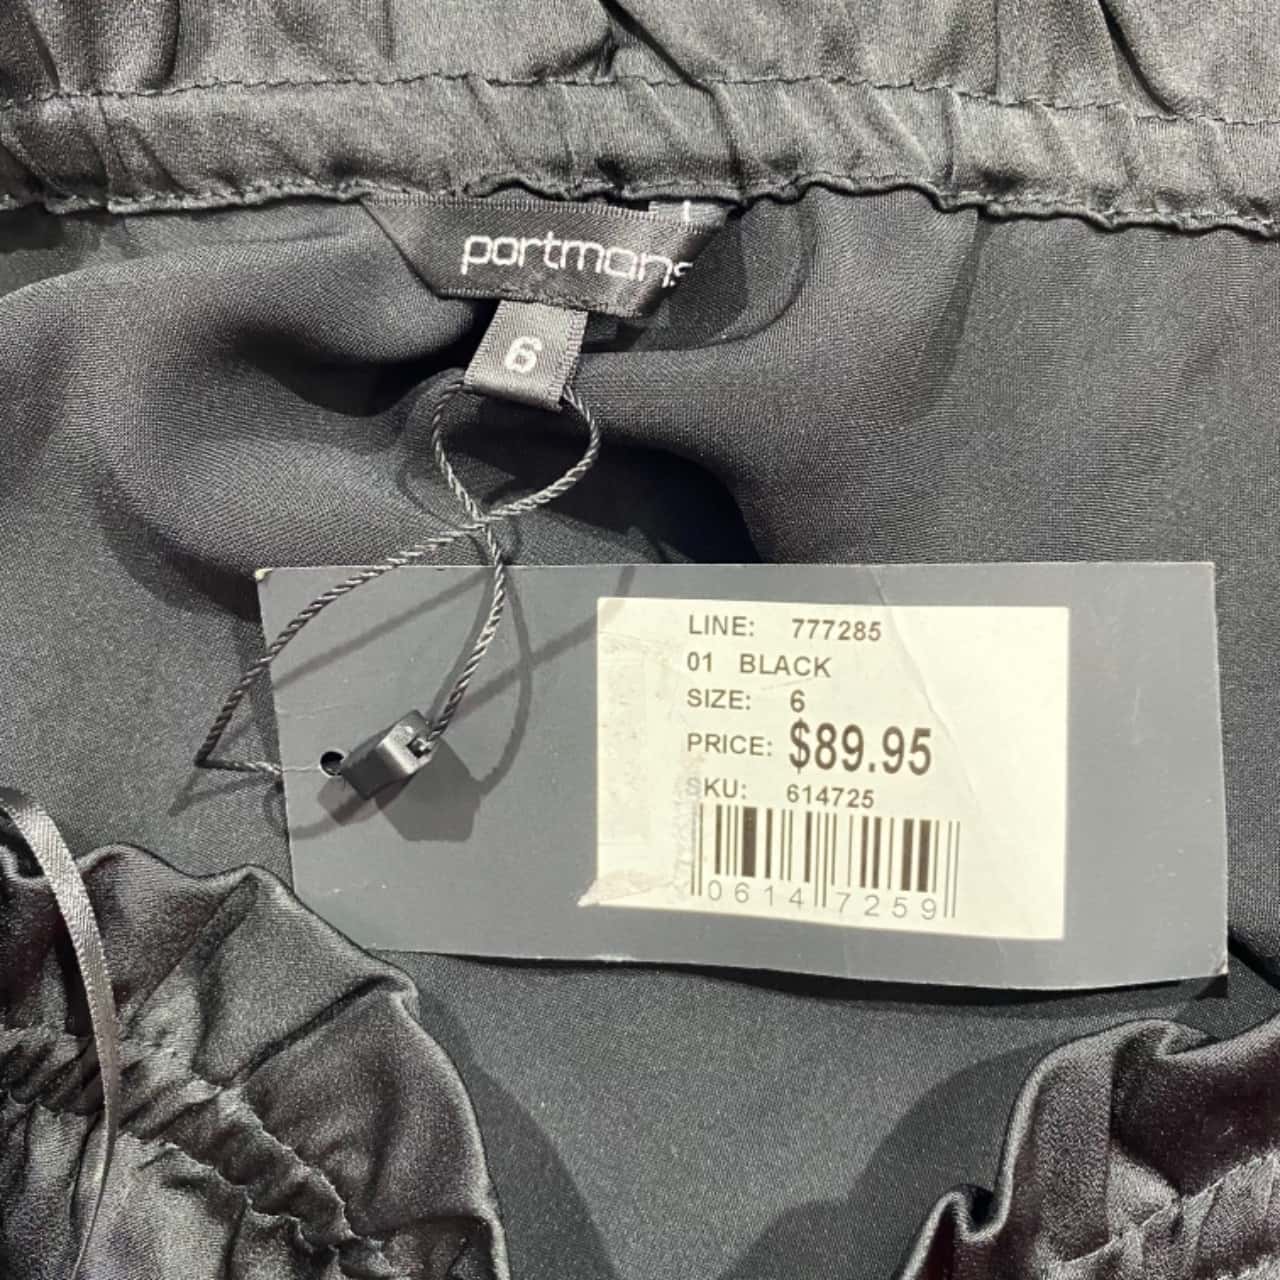 portmans
6
LINE: 777285
01 BLACK
SIZE: 6
PRICE: $89.95
SKU: 614725
0614 7259